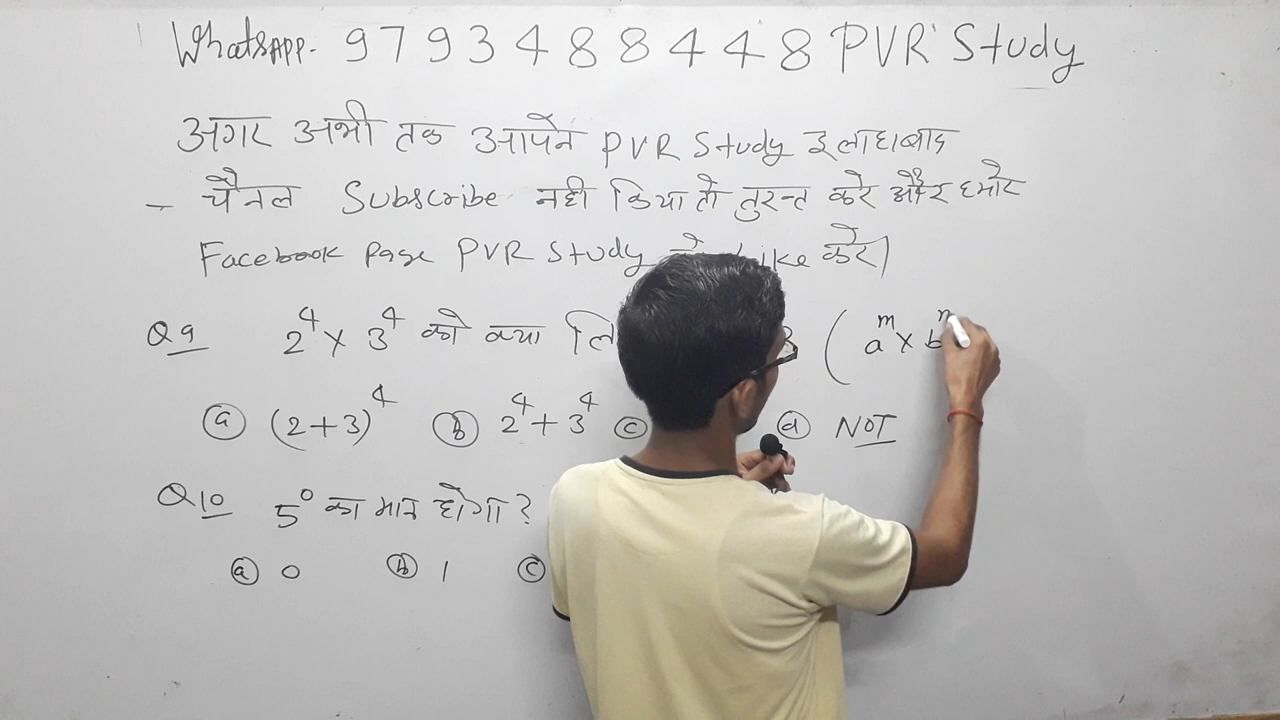 WhatsAPP. 9793488448 PVR Study
अगर अभी तक आपने PVR Study इलाहाबाद
- चैनल Subscribe नही किया तो तुरन्त करे और हमारे
Facebook Page PVR Study Like करे।
Q9 2⁴ × 3⁴ को क्या (aᵐ × bⁿ
ⓐ (2+3)⁴ ⓑ 2⁴+3⁴ ⓒ ⓓ NOT
Q10 5⁰ का मान होगा?
ⓐ 0 ⓑ 1 ⓒ